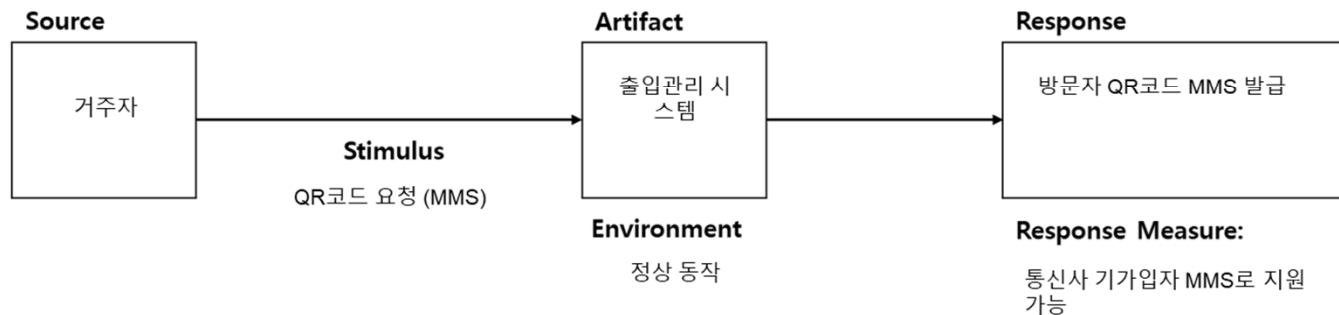 Source
거주자
Stimulus
QR코드 요청 (MMS)
Artifact
출입관리 시
스템
Environment
정상 동작
Response
방문자 QR코드 MMS 발급
Response Measure:
통신사 기가입자 MMS로 지원
가능